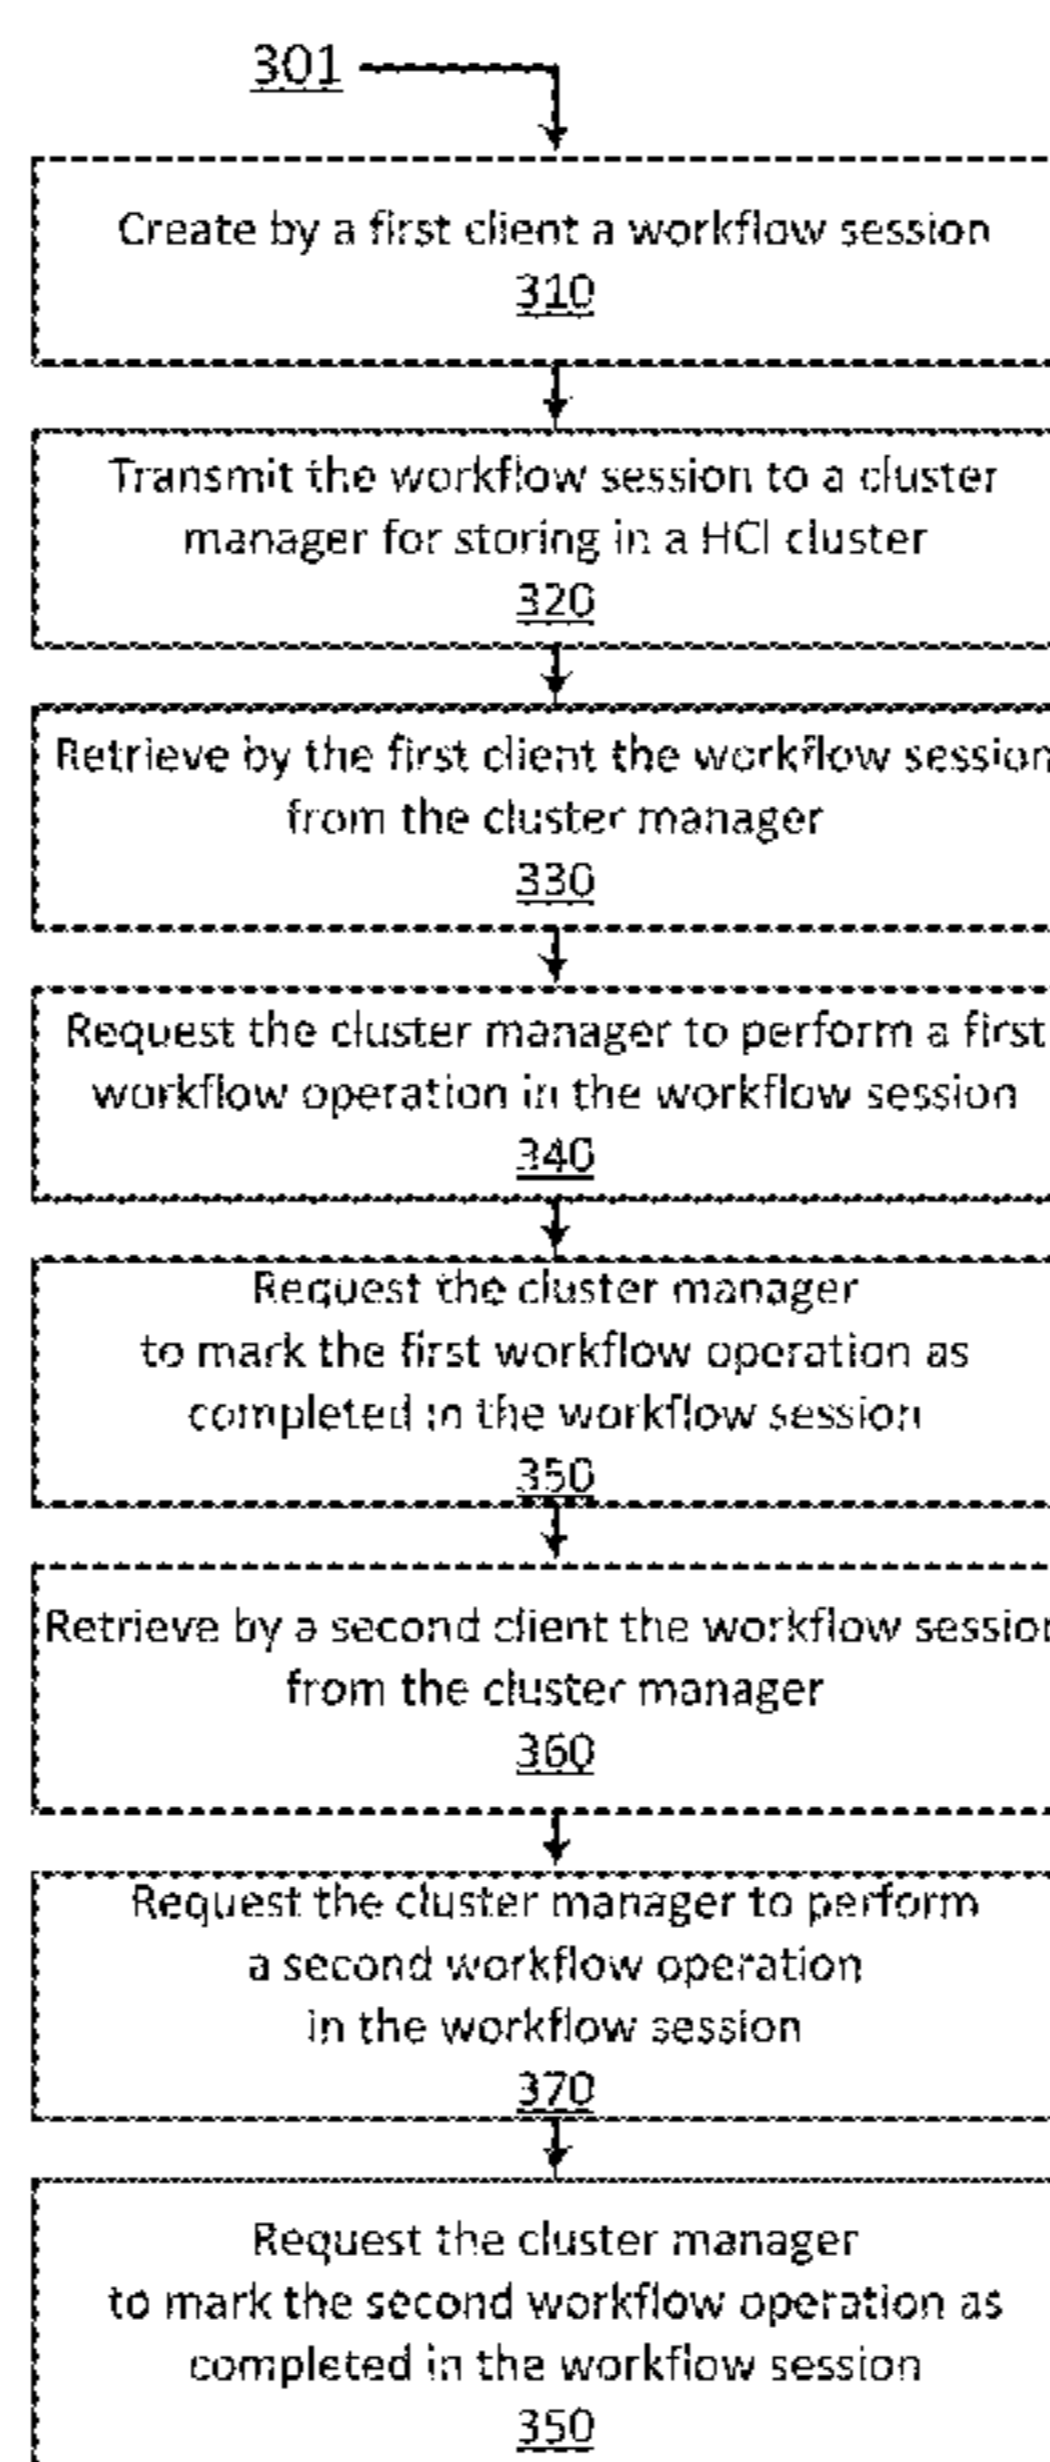 301
Create by a first client a workflow session
310
Transmit the workflow session to a cluster
manager for storing in a HCI cluster
320
Retrieve by the first client the workflow session
from the cluster manager
330
Request the cluster manager to perform a first
workflow operation in the workflow session
340
Request the cluster manager
to mark the first workflow operation as
completed in the workflow session
350
Retrieve by a second client the workflow session
from the cluster manager
360
Request the cluster manager to perform
a second workflow operation
in the workflow session
370
Request the cluster manager
to mark the second workflow operation as
completed in the workflow session
350